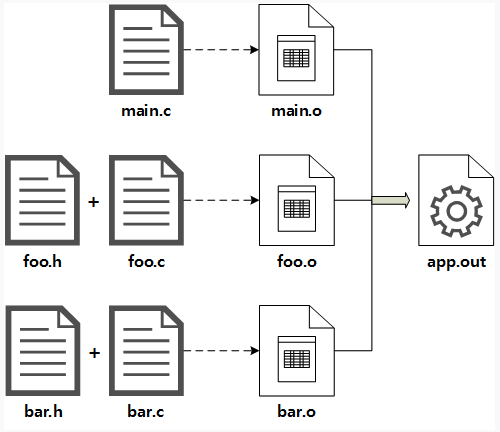 main.c
main.o
+
foo.h
foo.c
foo.o
app.out
+
bar.h
bar.c
bar.o